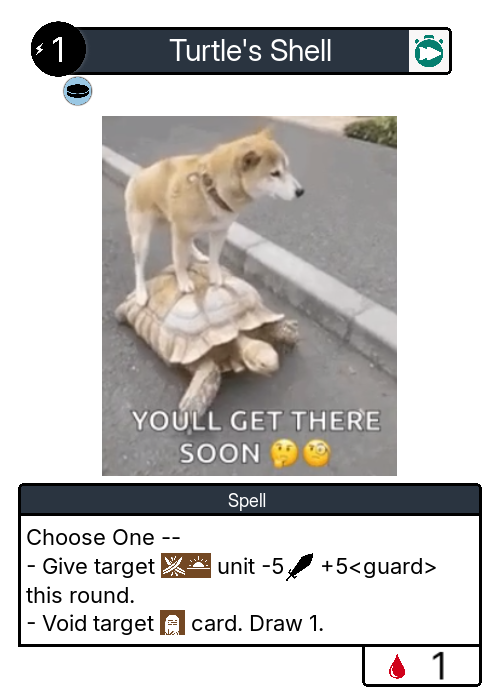 1
Turtle's Shell
YOULL GET THERE
SOON 🤔🧐
Spell
Choose One --
- Give target unit -5 +5<guard>
this round.
- Void target card. Draw 1.
1